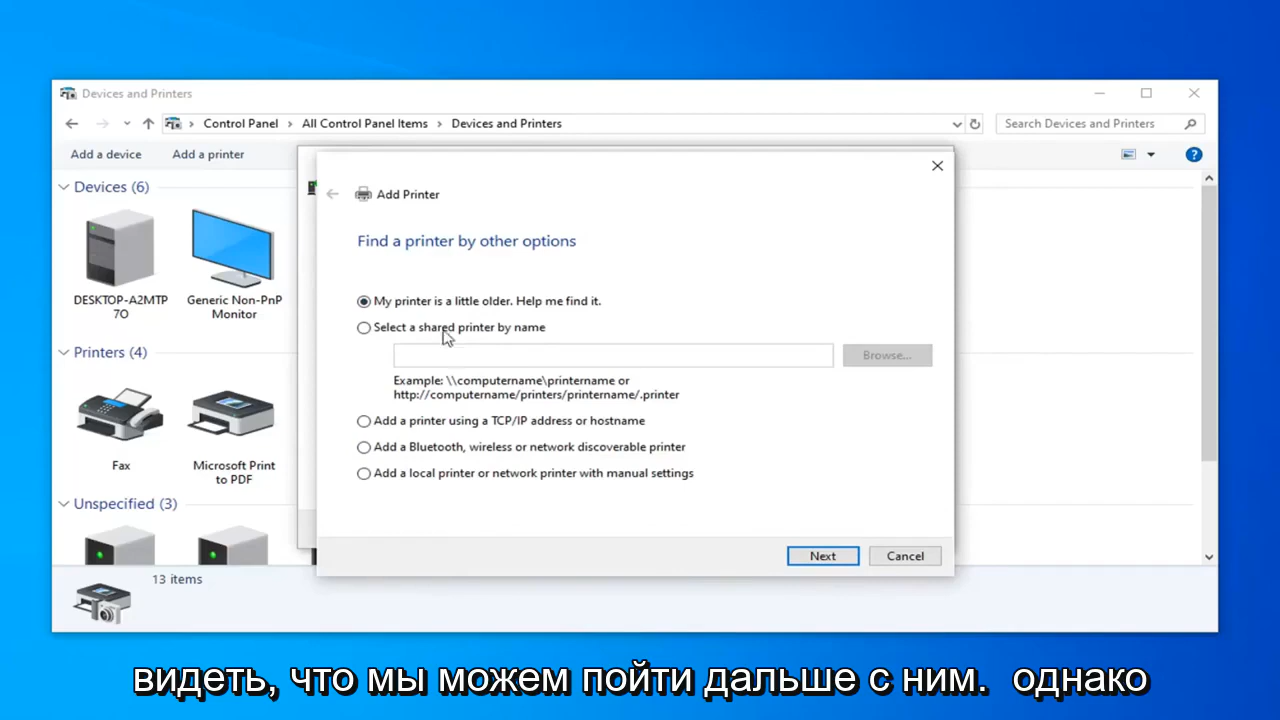 Devices and Printers
Control Panel > All Control Panel Items > Devices and Printers
Search Devices and Printers
Add a device Add a printer
Devices (6)
DESKTOP-A2MTP
7O
Generic Non-PnP
Monitor
Printers (4)
Fax
Microsoft Print
to PDF
Unspecified (3)
13 items
Add Printer
Find a printer by other options
My printer is a little older. Help me find it.
Select a shared printer by name
Browse...
Example: \\computername\printername or
http://computername/printers/printername/.printer
Add a printer using a TCP/IP address or hostname
Add a Bluetooth, wireless or network discoverable printer
Add a local printer or network printer with manual settings
Next Cancel
видеть, что мы можем пойти дальше с ним. однако